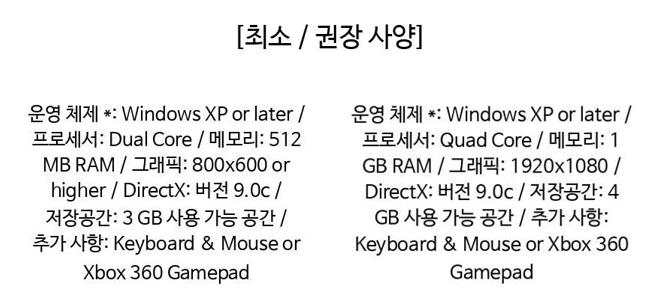 [최소 / 권장 사양]
운영 체제 *: Windows XP or later /
프로세서: Dual Core / 메모리: 512
MB RAM / 그래픽: 800x600 or
higher / DirectX: 버전 9.0c /
저장공간: 3 GB 사용 가능 공간 /
추가 사항: Keyboard & Mouse or
Xbox 360 Gamepad
운영 체제 *: Windows XP or later /
프로세서: Quad Core / 메모리: 1
GB RAM / 그래픽: 1920x1080 /
DirectX: 버전 9.0c / 저장공간: 4
GB 사용 가능 공간 / 추가 사항:
Keyboard & Mouse or Xbox 360
Gamepad